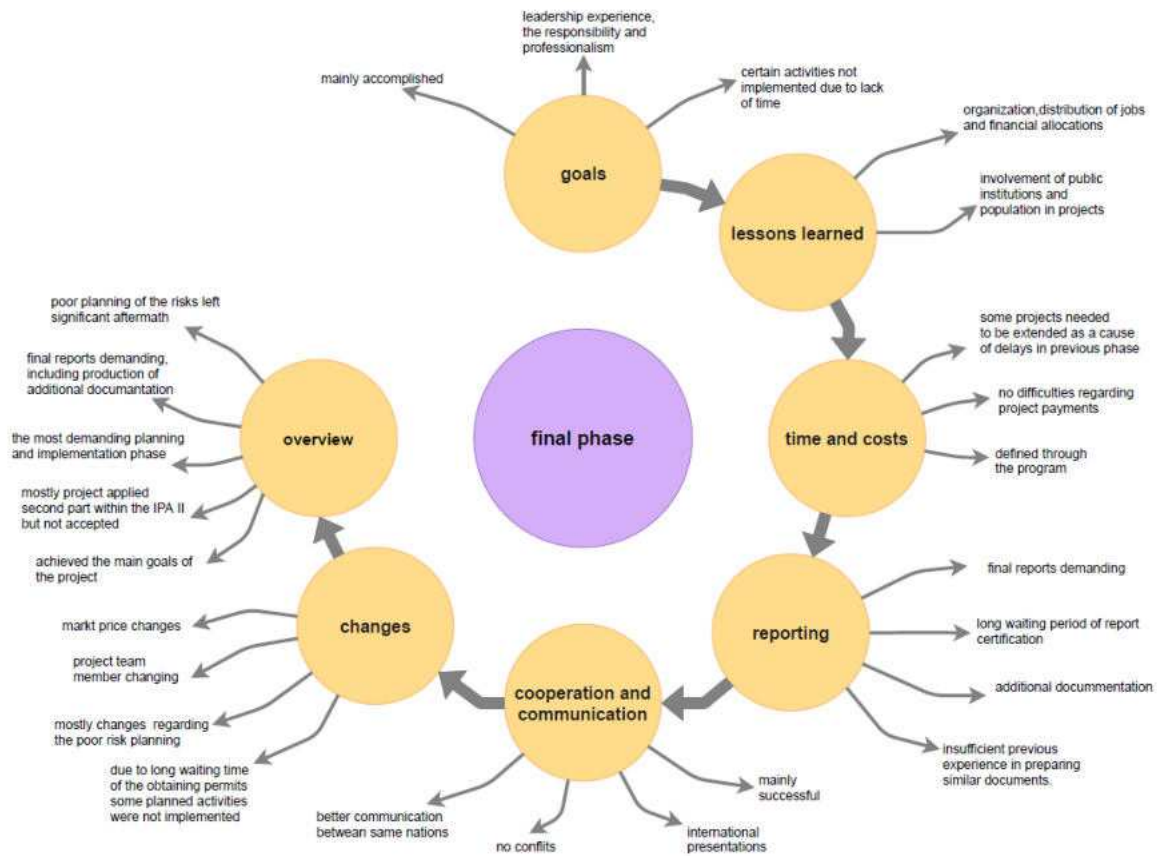 leadership experience,
the responsibility and
professionalism
mainly accomplished
certain activities not
implemented due to lack
of time
goals
organization,distribution of jobs
and financial allocations
involvement of public
institutions and
population in projects
lessons learned
some projects needed
to be extended as a cause
of delays in previous phase
no difficulties regarding
project payments
defined through
the program
time and costs
final reports demanding
long waiting period of report
certification
additional docummentation
insufficient previous
experience in preparing
similar documents.
reporting
cooperation and
communication
mainly
successful
international
presentations
no conflits
better communication
betwean same nations
changes
markt price changes
project team
member changing
mostly changes regarding
the poor risk planning
due to long waiting time
of the obtaining permits
some planned activities
were not implemented
overview
poor planning of the risks left
significant aftermath
final reports demanding,
including production of
additional documantation
the most demanding planning
and implementation phase
mostly project applied
second part within the IPA II
but not accepted
achieved the main goals of
the project
final phase